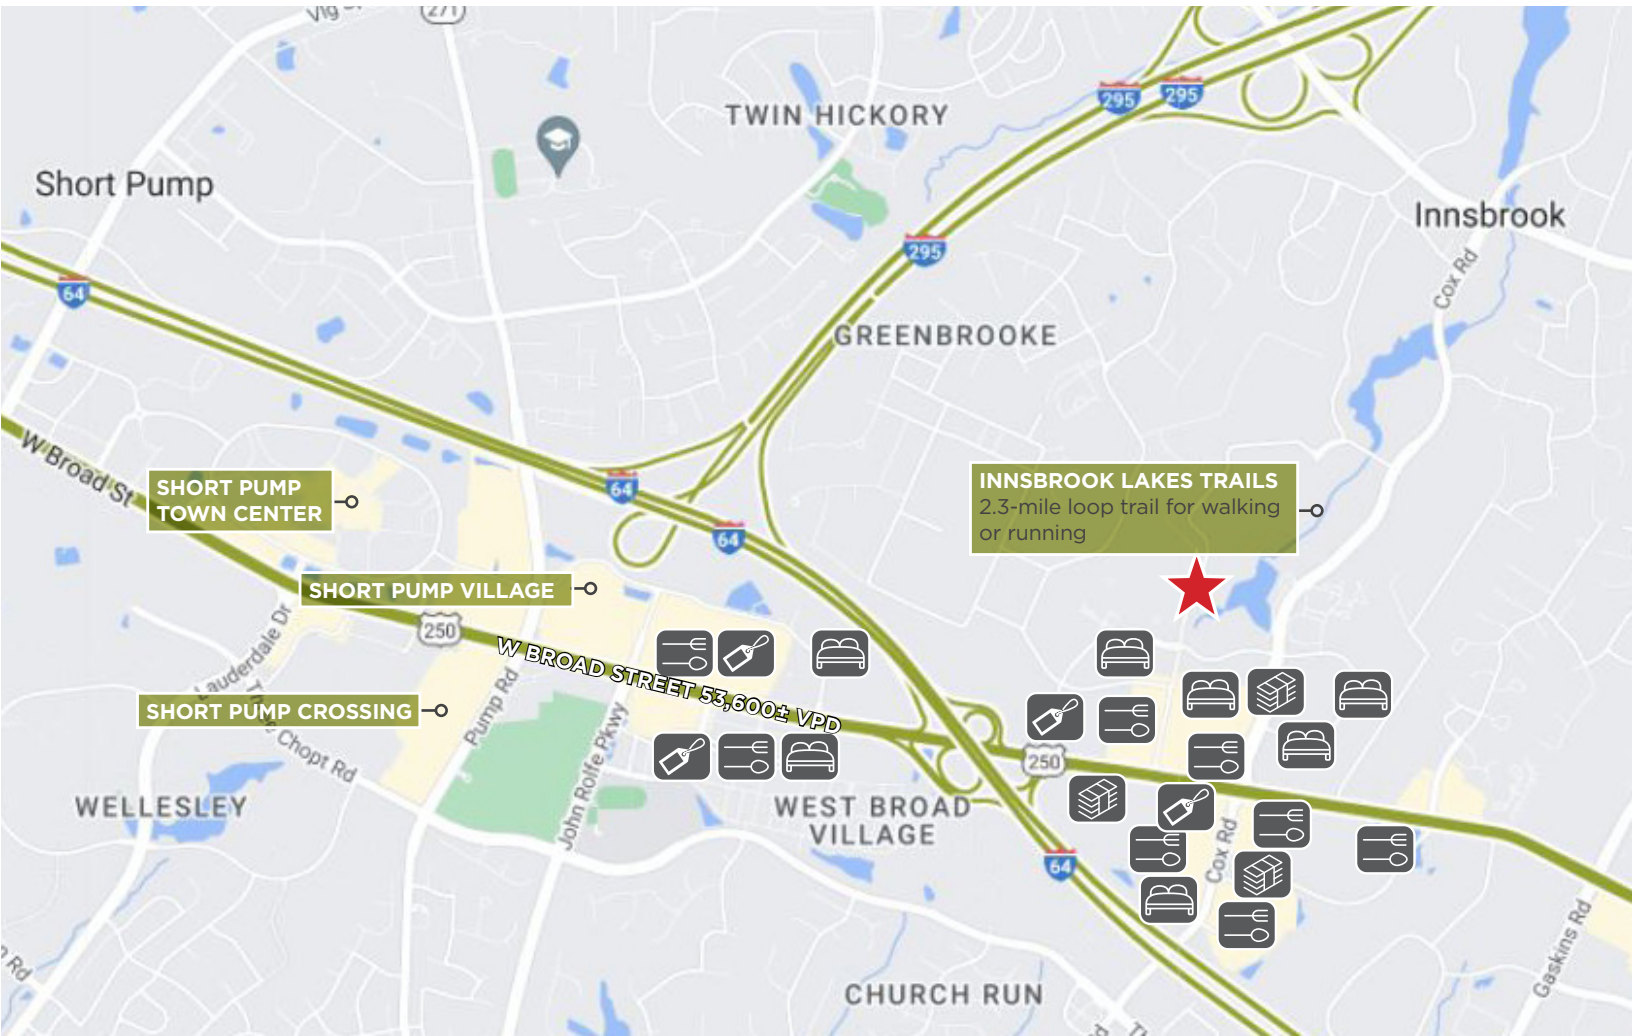 271
TWIN HICKORY
295
295
Short Pump
Innsbrook
295
Cox Rd
64
GREENBROOKE
W Broad St
SHORT PUMP
TOWN CENTER
64
64
INNSBROOK LAKES TRAILS
2.3-mile loop trail for walking
or running
SHORT PUMP VILLAGE
250
W BROAD STREET 53,600± VPD
Lauderdale Dr
SHORT PUMP CROSSING
Pump Rd
John Rolfe Pkwy
Chopt Rd
250
WELLESLEY
WEST BROAD
VILLAGE
Cox Rd
64
Gaskins Rd
CHURCH RUN
Rd